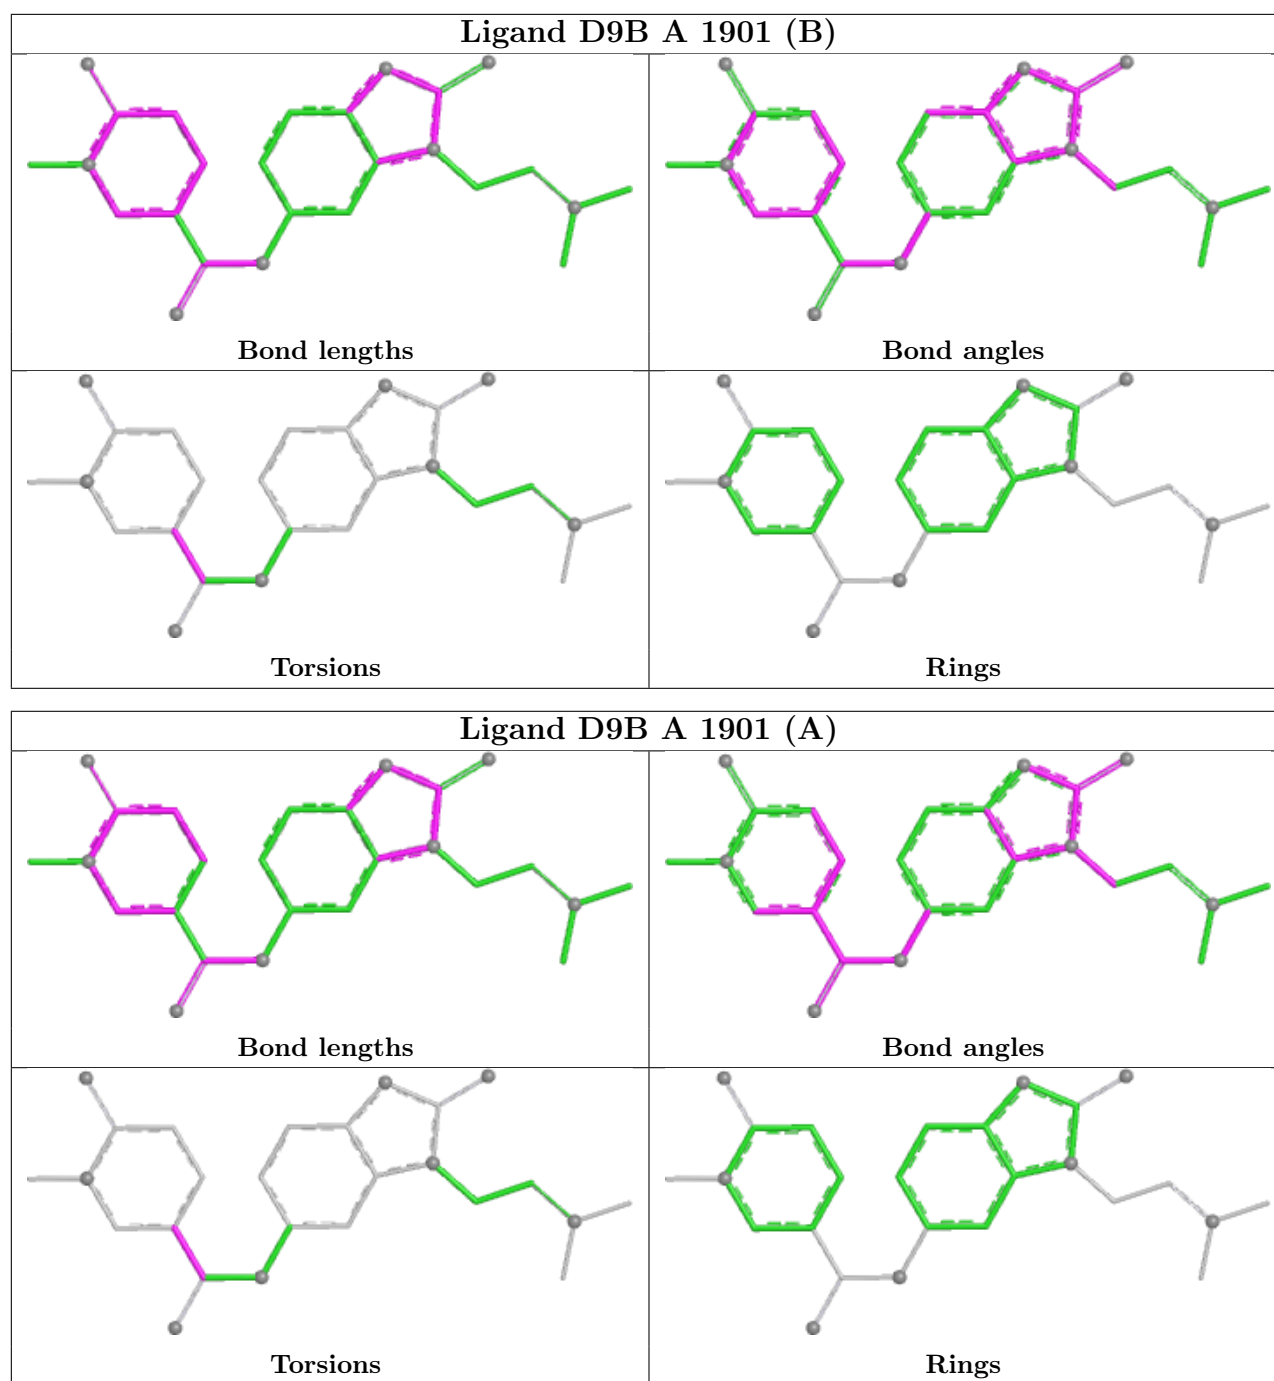 Ligand D9B A 1901 (B)
Bond lengths
Bond angles
Torsions
Rings
Ligand D9B A 1901 (A)
Bond lengths
Bond angles
Torsions
Rings